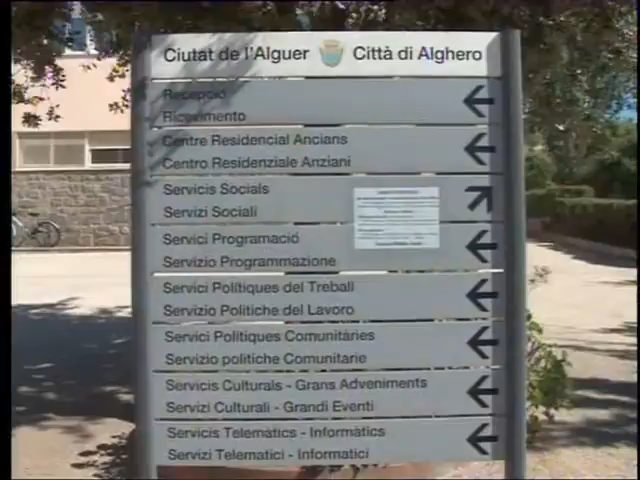 Ciutat de l'Alguer Città di Alghero
Recepció
Ricevimento
Centre Residencial Ancians
Centro Residenziale Anziani
Servicis Socials
Servizi Sociali
Servici Programació
Servizio Programmazione
Servici Polítiques del Treball
Servizio Politiche del Lavoro
Servici Polítiques Comunitàries
Servizio politiche Comunitarie
Servicis Culturals - Grans Adveniments
Servizi Culturali - Grandi Eventi
Servicis Telemàtics - Informàtics
Servizi Telematici - Informatici